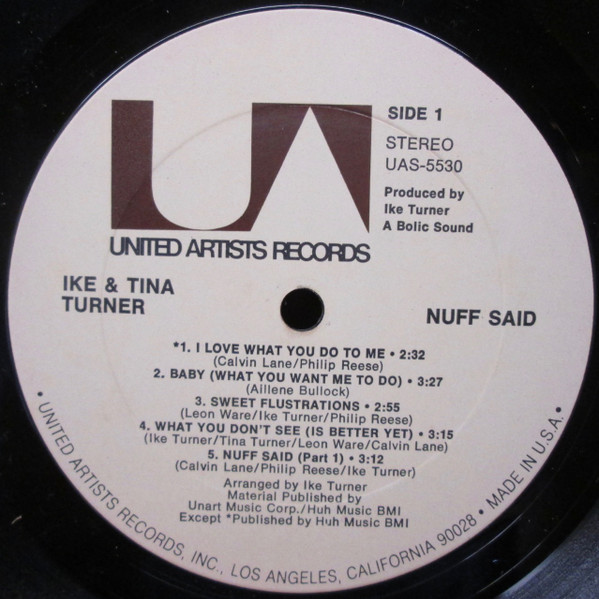 UA
UNITED ARTISTS RECORDS
SIDE 1
STEREO
UAS-5530
Produced by
Ike Turner
A Bolic Sound
IKE & TINA
TURNER
NUFF SAID
*1. I LOVE WHAT YOU DO TO ME • 2:32
(Calvin Lane/Philip Reese)
2. BABY (WHAT YOU WANT ME TO DO) • 3:27
(Aillene Bullock)
3. SWEET FLUSTRATIONS • 2:55
(Leon Ware/Ike Turner/Philip Reese)
4. WHAT YOU DON'T SEE (IS BETTER YET) • 3:15
(Ike Turner/Tina Turner/Leon Ware/Calvin Lane)
5. NUFF SAID (Part 1) • 3:12
(Calvin Lane/Philip Reese/Ike Turner)
Arranged by Ike Turner
Material Published by
Unart Music Corp./Huh Music BMI
Except *Published by Huh Music BMI
• UNITED ARTISTS RECORDS, INC., LOS ANGELES, CALIFORNIA 90028 • MADE IN U.S.A. •